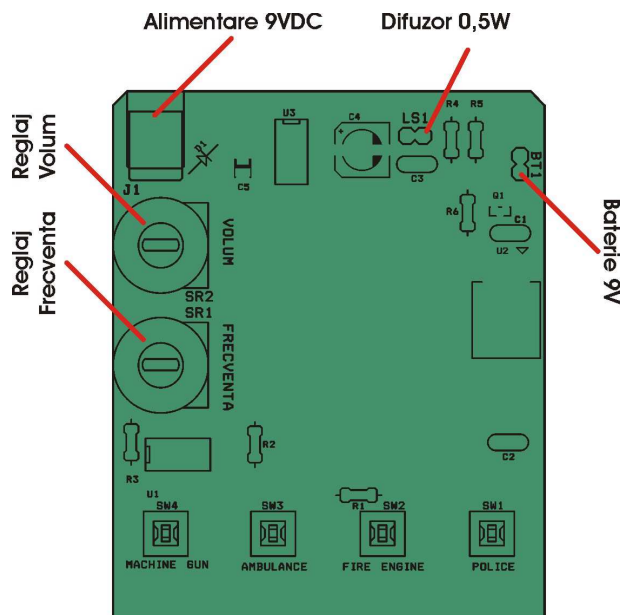 Alimentare 9VDC
Difuzor 0,5W
Reglaj
Volum
Reglaj
Frecventa
Baterie 9V
U3
C4
+
LS1
R4
R5
D1
C5
C3
BT1
J1
R6
Q1
C1
U2
VOLUM
SR2
SR1
FRECVENTA
R3
R2
C2
U1
R1
SW4
SW3
SW2
SW1
MACHINE GUN
AMBULANCE
FIRE ENGINE
POLICE